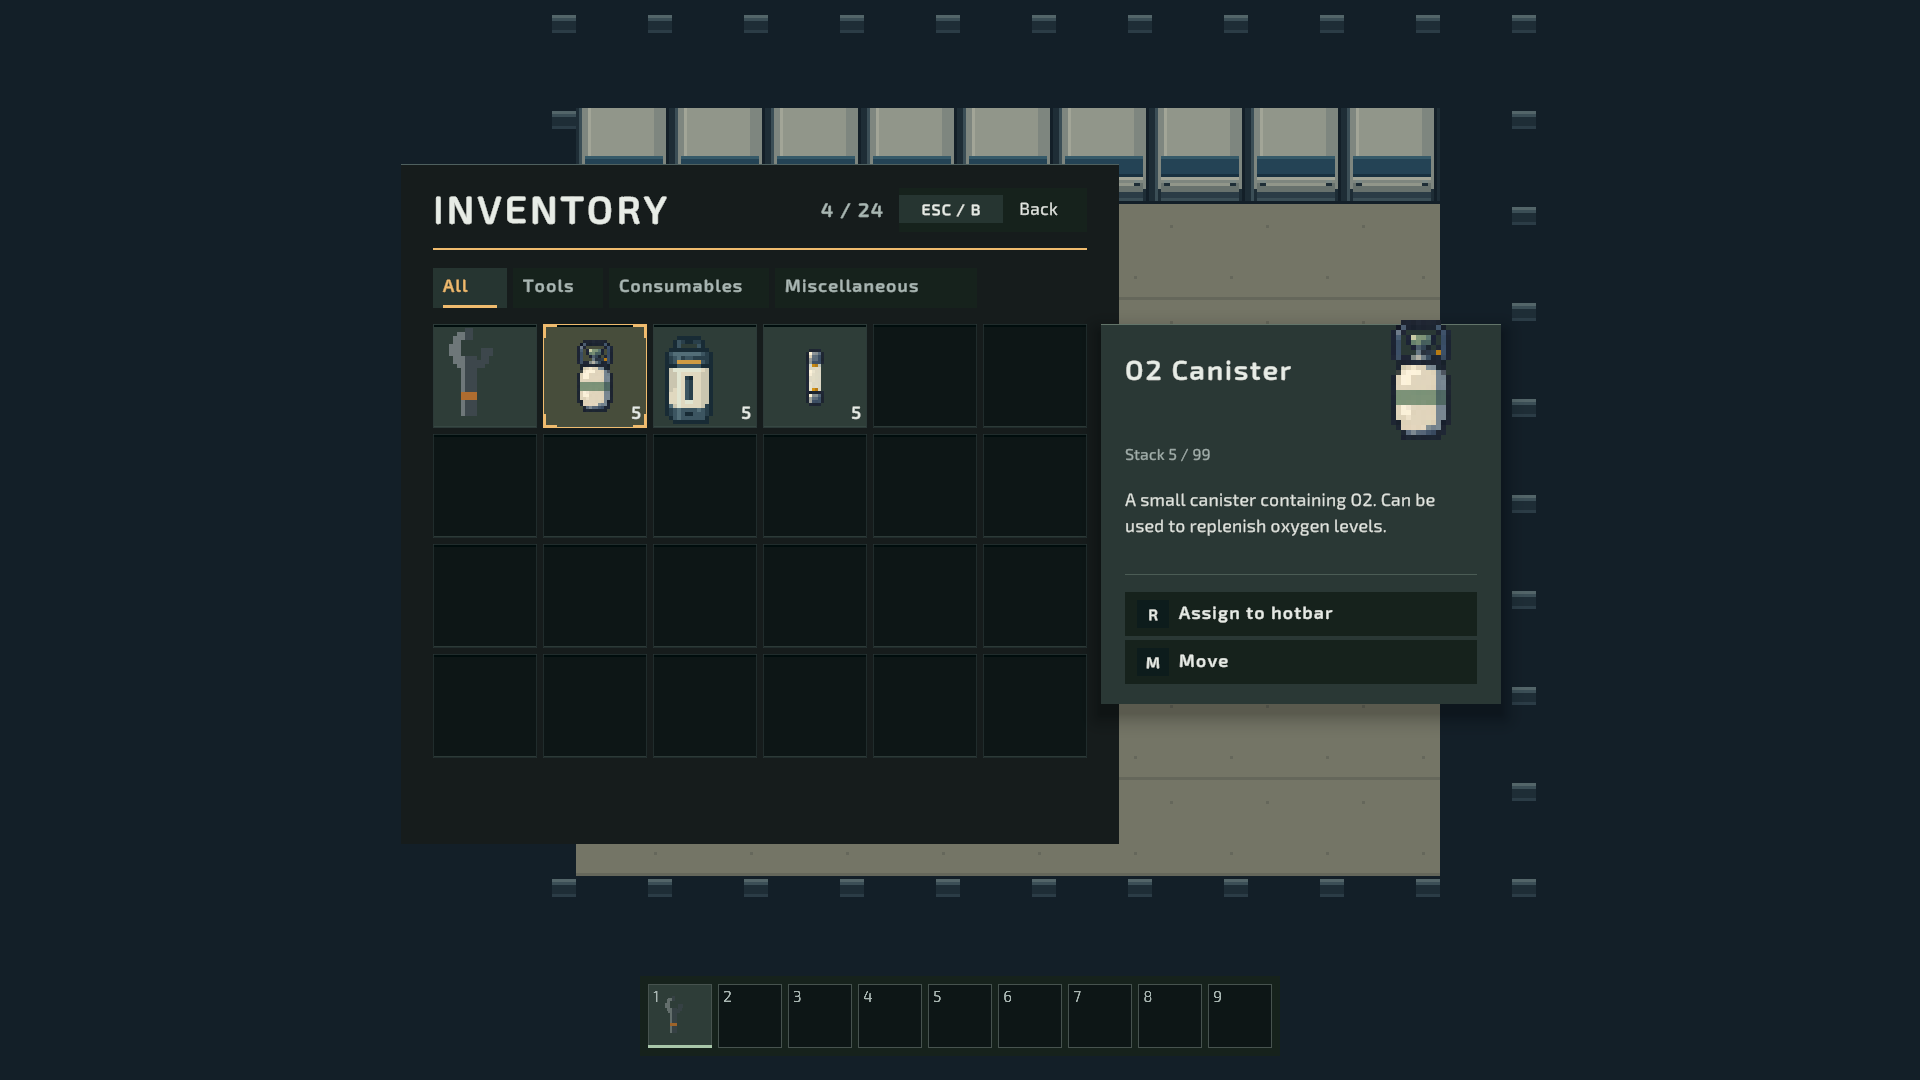 INVENTORY
4 / 24
ESC / B
Back
All
Tools
Consumables
Miscellaneous
5
5
5
O2 Canister
Stack 5 / 99
A small canister containing O2. Can be
used to replenish oxygen levels.
R
Assign to hotbar
M
Move
1
2
3
4
5
6
7
8
9